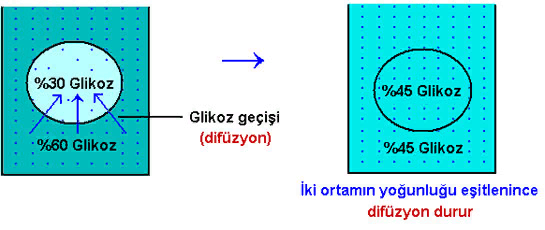 %30 Glikoz
%60 Glikoz
Glikoz geçişi
(difüzyon)
%45 Glikoz
%45 Glikoz
İki ortamın yoğunluğu eşitlenince
difüzyon durur